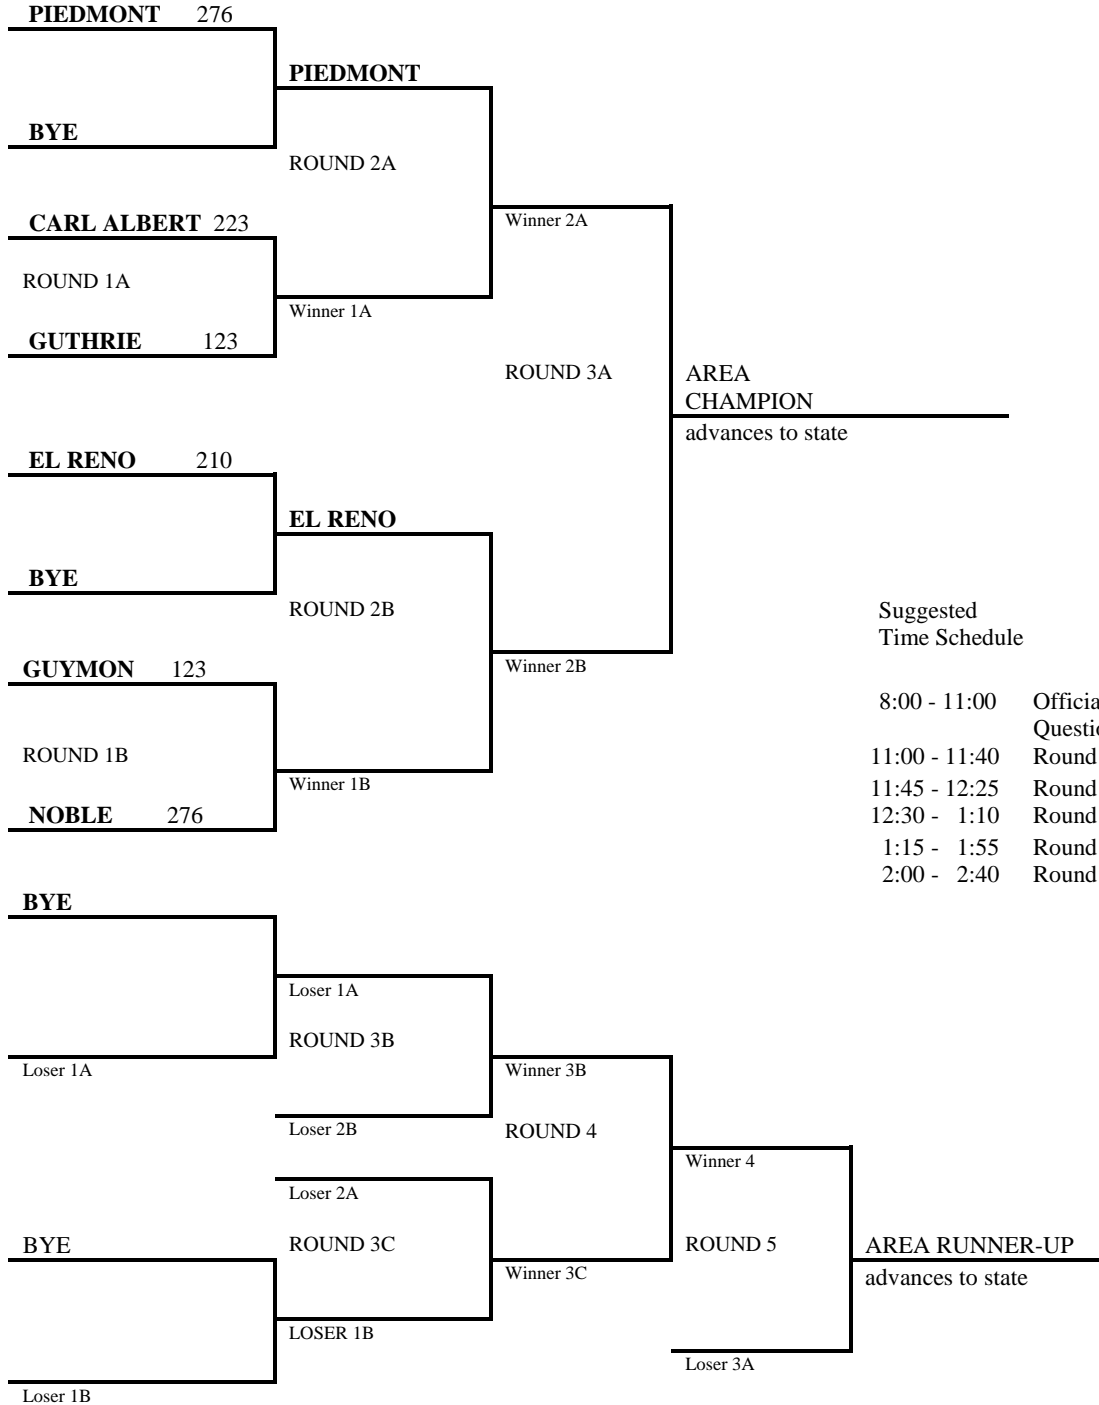 PIEDMONT 276
PIEDMONT
BYE
ROUND 2A
CARL ALBERT 223
Winner 2A
ROUND 1A
Winner 1A
GUTHRIE 123
ROUND 3A
AREA
CHAMPION
advances to state
EL RENO 210
EL RENO
BYE
ROUND 2B
Suggested
Time Schedule
GUYMON 123
Winner 2B
ROUND 1B
Winner 1B
NOBLE 276
8:00 - 11:00 Officia
Questio
11:00 - 11:40 Round
11:45 - 12:25 Round
12:30 - 1:10 Round
1:15 - 1:55 Round
2:00 - 2:40 Round
BYE
Loser 1A
ROUND 3B
Loser 1A
Winner 3B
Loser 2B
ROUND 4
Winner 4
Loser 2A
BYE
ROUND 3C
ROUND 5
AREA RUNNER-UP
Winner 3C
advances to state
LOSER 1B
Loser 3A
Loser 1B